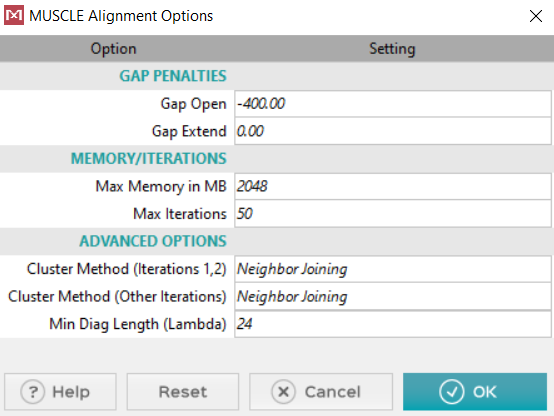 MUSCLE Alignment Options
Option Setting
GAP PENALTIES
Gap Open -400.00
Gap Extend 0.00
MEMORY/ITERATIONS
Max Memory in MB 2048
Max Iterations 50
ADVANCED OPTIONS
Cluster Method (Iterations 1,2) Neighbor Joining
Cluster Method (Other Iterations) Neighbor Joining
Min Diag Length (Lambda) 24
? Help Reset Cancel OK